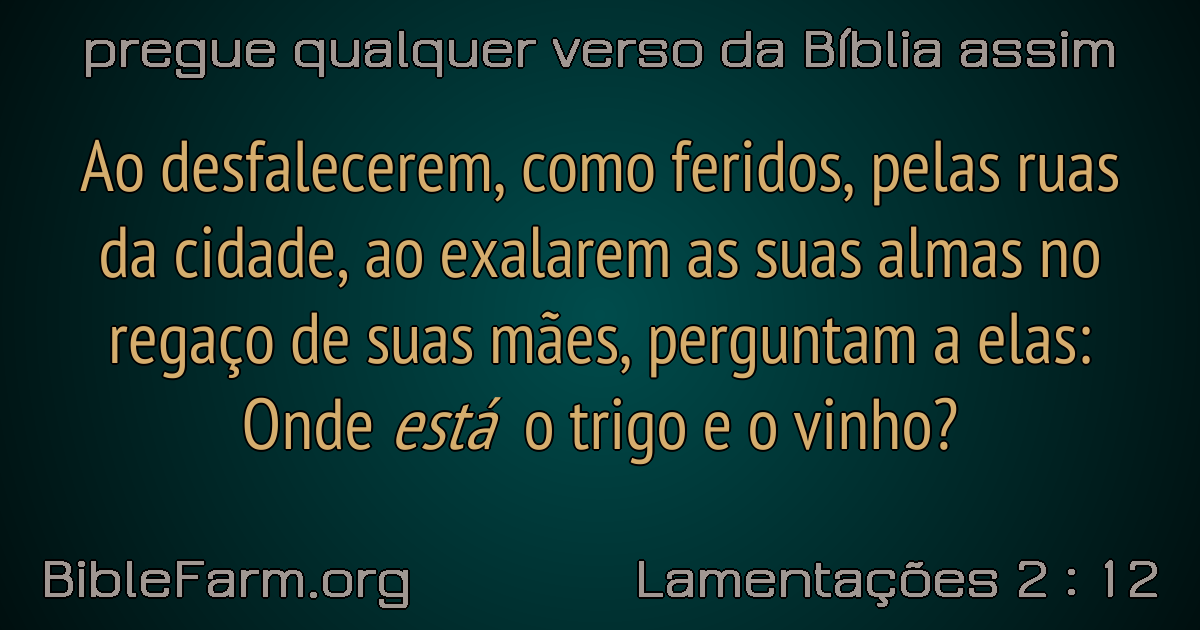 pregue qualquer verso da Bíblia assim
Ao desfalecerem, como feridos, pelas ruas
da cidade, ao exalarem as suas almas no
regaço de suas mães, perguntam a elas:
Onde está o trigo e o vinho?
BibleFarm.org
Lamentações 2 : 12